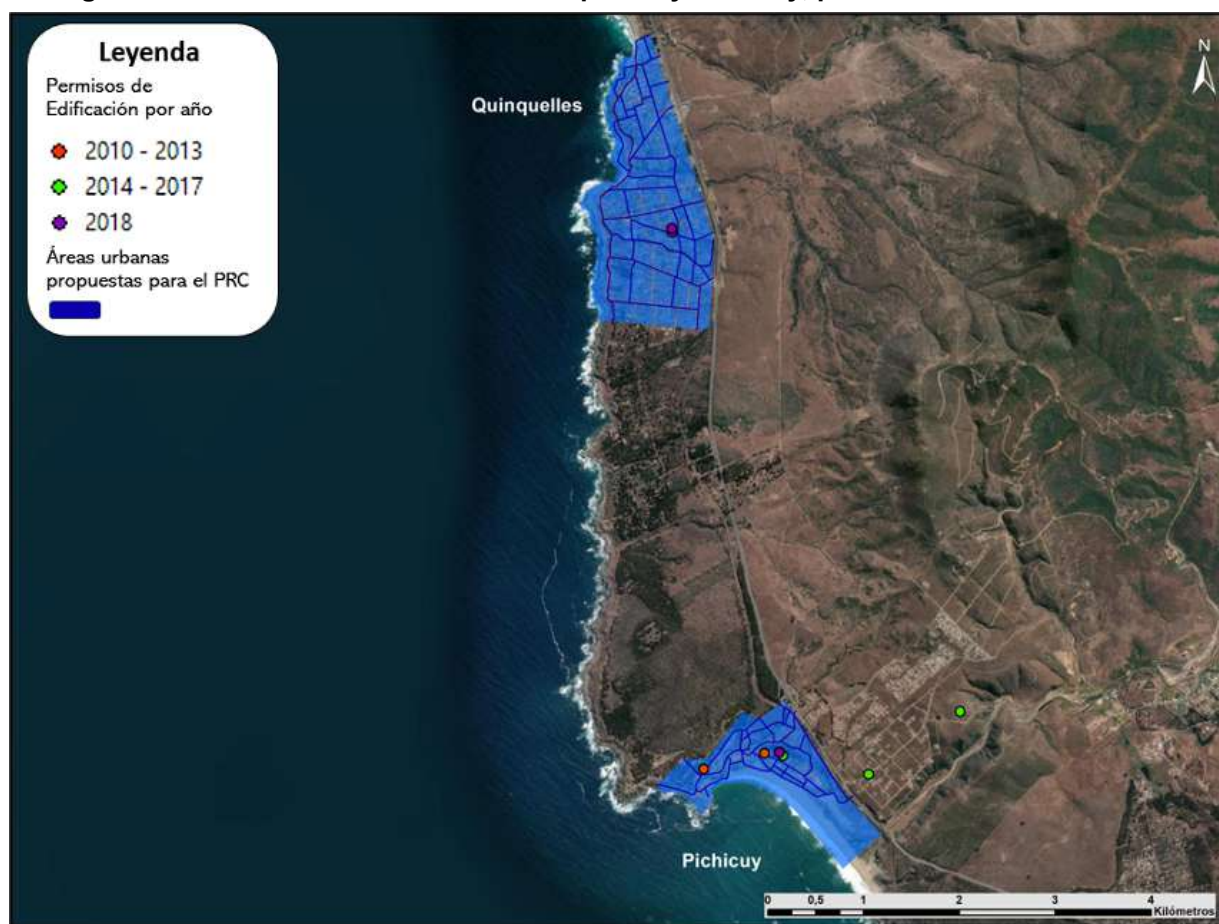 Leyenda
Permisos de
Edificación por año
2010 - 2013
2014 - 2017
2018
Áreas urbanas
propuestas para el PRC
Quinquelles
N
Pichicuy
0 0,5 1 2 3 4
Kilómetros